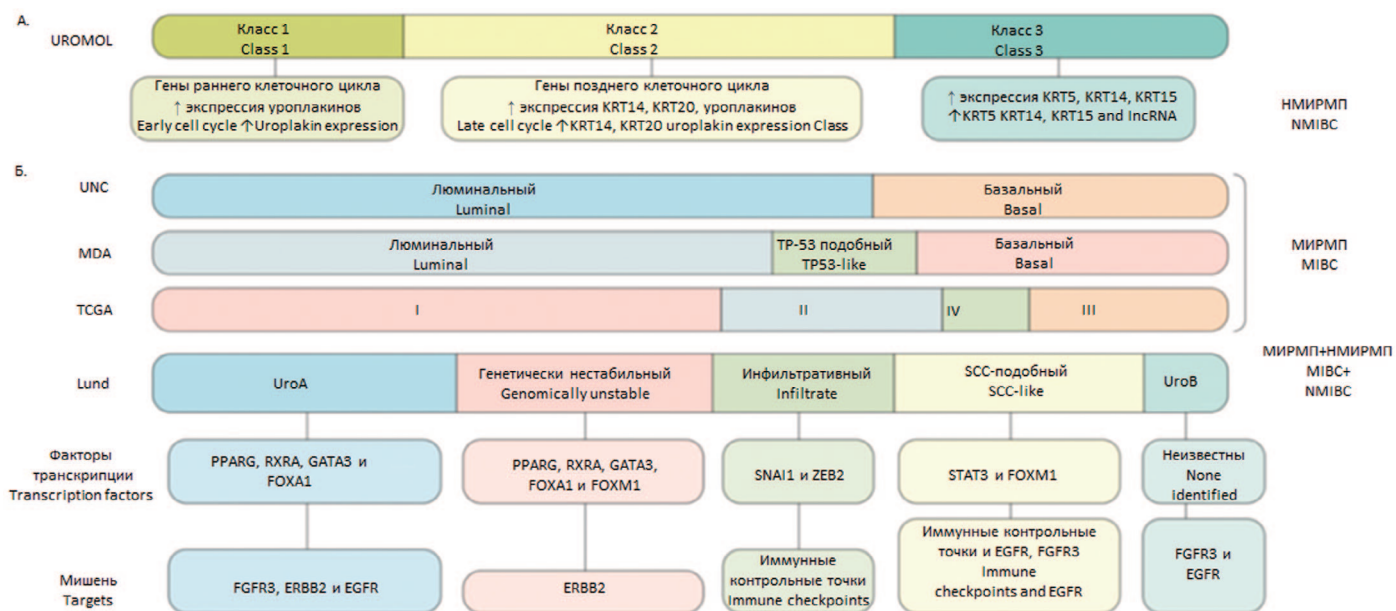 А.
UROMOL
Класс 1
Class 1
Класс 2
Class 2
Класс 3
Class 3
Гены раннего клеточного цикла
↑ экспрессия уроплакинов
Early cell cycle ↑Uroplakin expression
Гены позднего клеточного цикла
↑ экспрессия KRT14, KRT20, уроплакинов
Late cell cycle ↑KRT14, KRT20 uroplakin expression Class
↑ экспрессия KRT5, KRT14, KRT15
↑KRT5 KRT14, KRT15 and lncRNA
НМИРМП
NMIBC
Б.
UNC
Люминальный
Luminal
Базальный
Basal
MDA
Люминальный
Luminal
TP-53 подобный
TP53-like
Базальный
Basal
МИРМП
MIBC
TCGA
I
II
IV
III
Lund
UroA
Генетически нестабильный
Genomically unstable
Инфильтративный
Infiltrate
SCC-подобный
SCC-like
UroB
МИРМП+НМИРМП
MIBC+
NMIBC
Факторы
транскрипции
Transcription factors
PPARG, RXRA, GATA3 и
FOXA1
PPARG, RXRA, GATA3,
FOXA1 и FOXM1
SNAI1 и ZEB2
STAT3 и FOXM1
Неизвестны
None
identified
Мишень
Targets
FGFR3, ERBB2 и EGFR
ERBB2
Иммунные
контрольные точки
Immune checkpoints
Иммунные контрольные
точки и EGFR, FGFR3
Immune
checkpoints and EGFR
FGFR3 и
EGFR